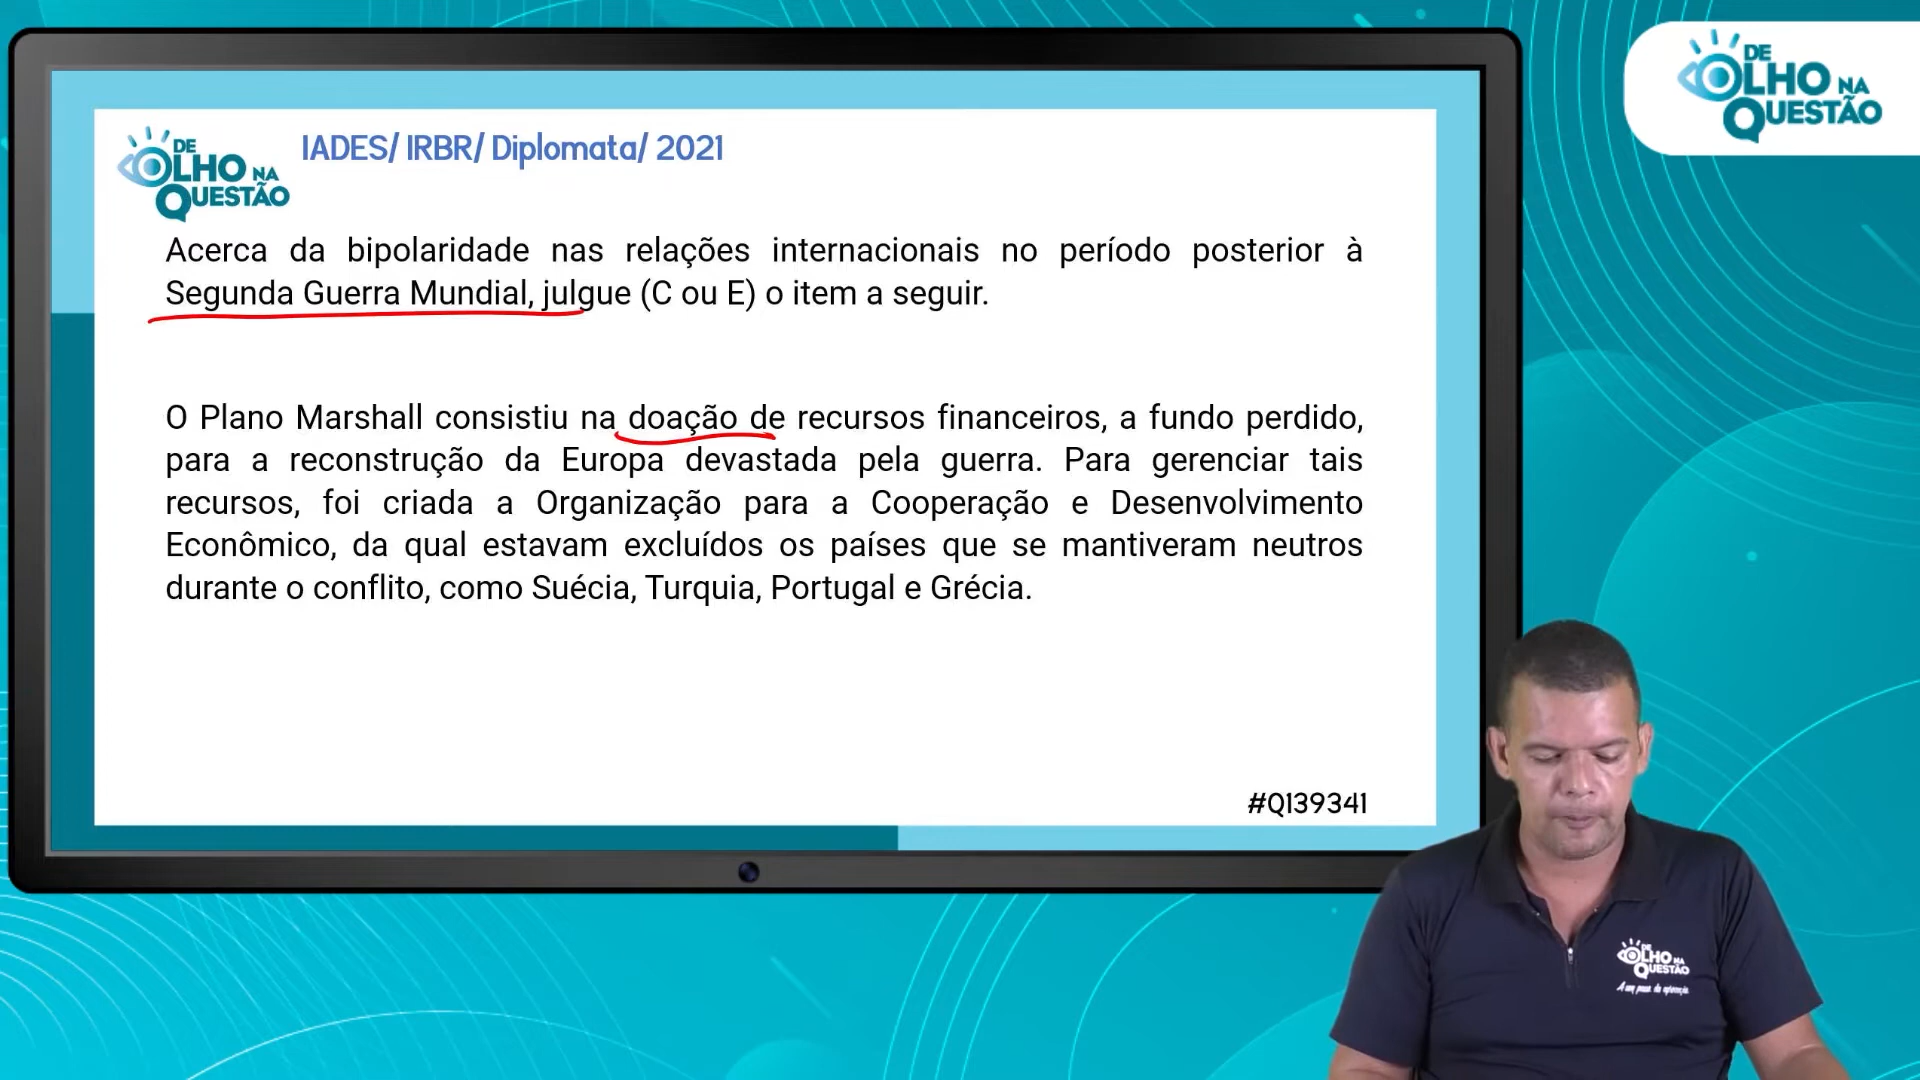 DE
OLHO NA
QUESTÃO
IADES/ IRBR/ Diplomata/ 2021
DE
OLHO NA
QUESTÃO
Acerca da bipolaridade nas relações internacionais no período posterior à
Segunda Guerra Mundial, julgue (C ou E) o item a seguir.
O Plano Marshall consistiu na doação de recursos financeiros, a fundo perdido,
para a reconstrução da Europa devastada pela guerra. Para gerenciar tais
recursos, foi criada a Organização para a Cooperação e Desenvolvimento
Econômico, da qual estavam excluídos os países que se mantiveram neutros
durante o conflito, como Suécia, Turquia, Portugal e Grécia.
#Q139341
DE
OLHO NA
QUESTÃO